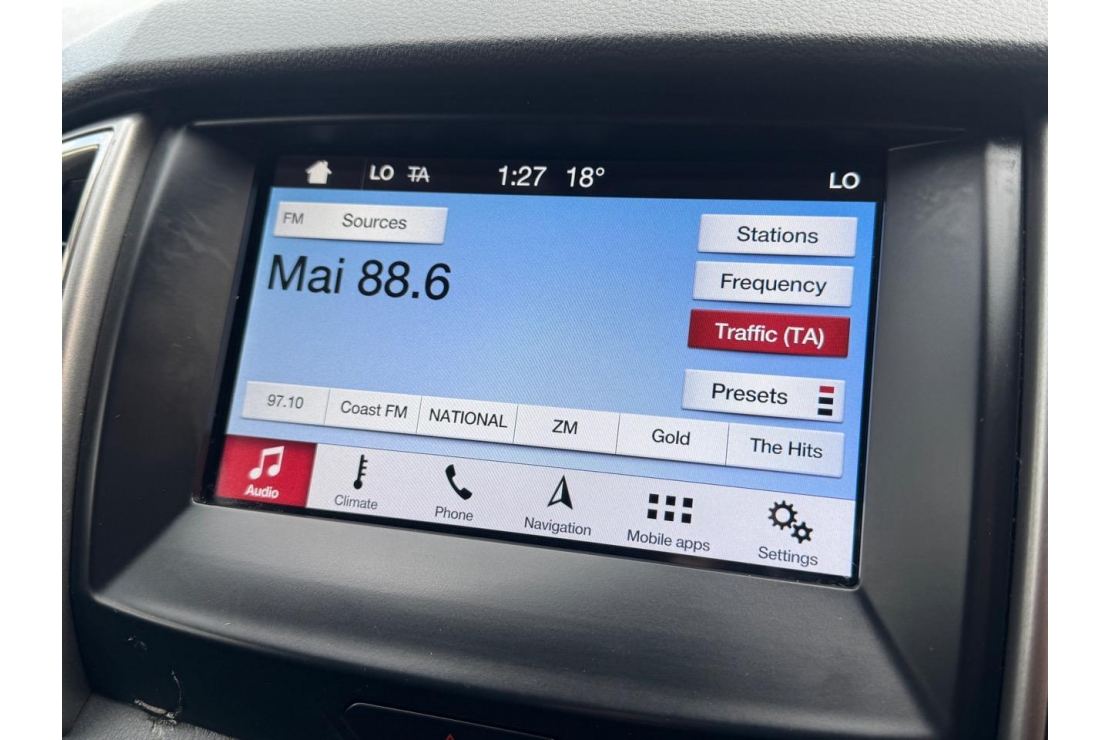 LO TA 1:27 18° LO
FM Sources
Stations
Mai 88.6
Frequency
Traffic (TA)
Presets
97.10 Coast FM NATIONAL ZM Gold The Hits
Audio Climate Phone Navigation Mobile apps Settings